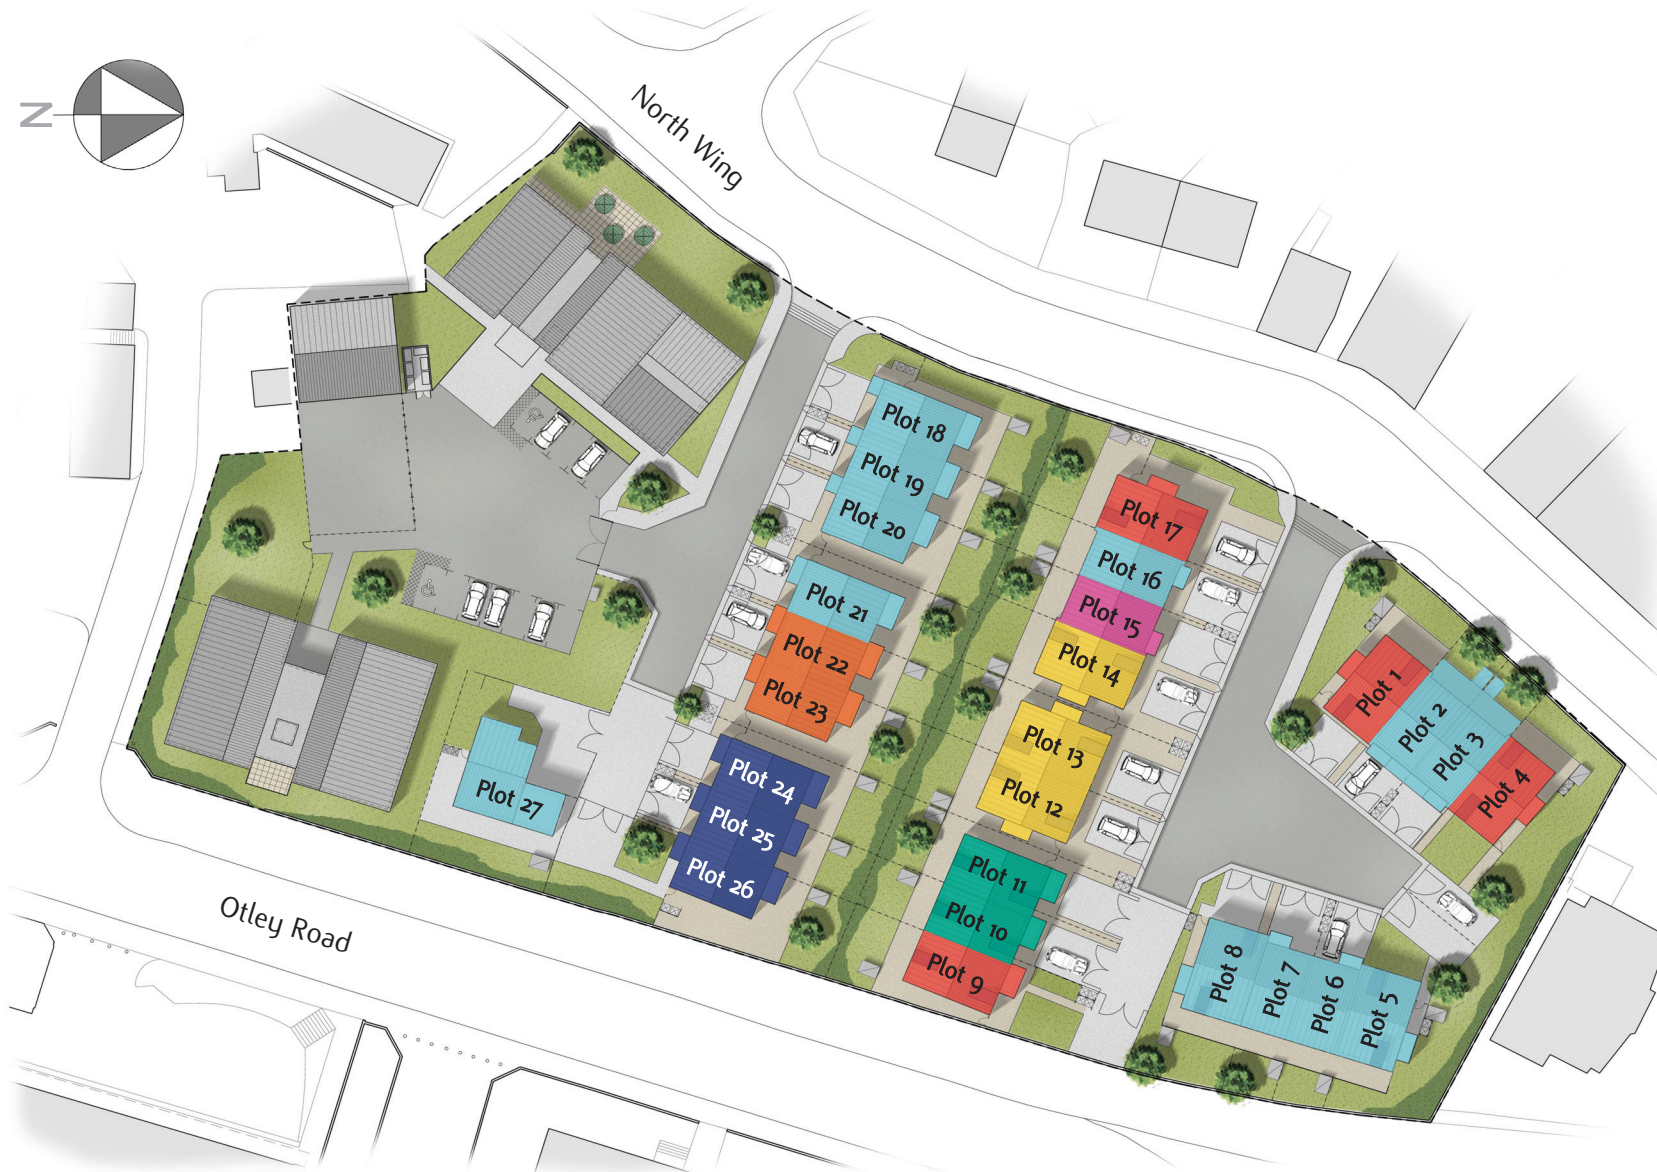 N
North Wing
Plot 18
Plot 19
Plot 20
Plot 21
Plot 22
Plot 23
Plot 24
Plot 25
Plot 26
Plot 27
Plot 17
Plot 16
Plot 15
Plot 14
Plot 13
Plot 12
Plot 11
Plot 10
Plot 9
Plot 1
Plot 2
Plot 3
Plot 4
Plot 8
Plot 7
Plot 6
Plot 5
Otley Road